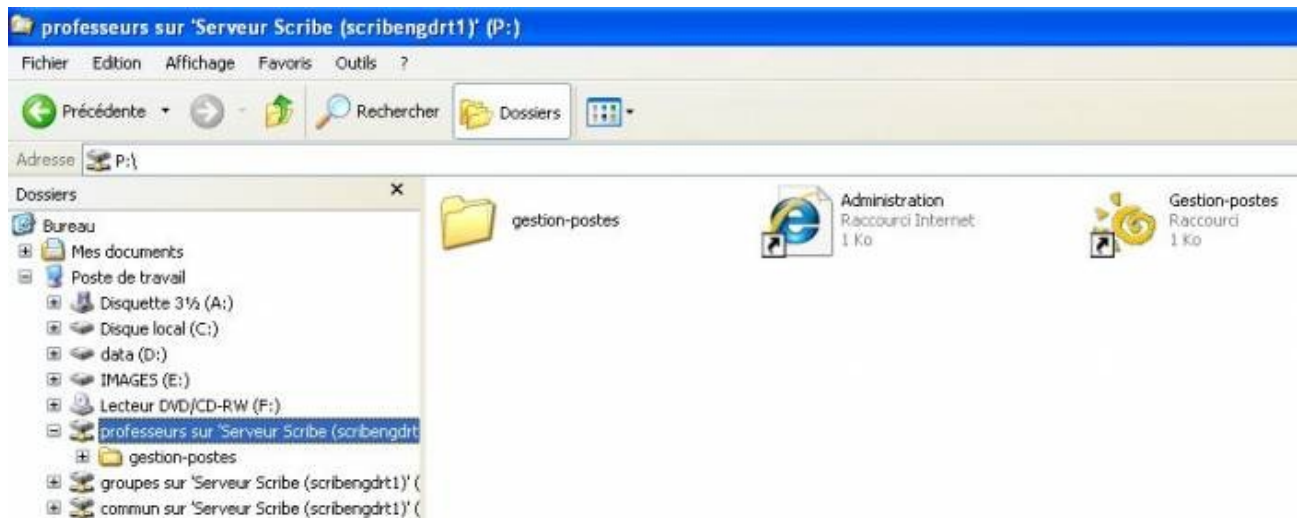 professeurs sur 'Serveur Scribe (scribengdrt1)' (P:)
Fichier Edition Affichage Favoris Outils ?
Précédente Rechercher Dossiers
Adresse P:\
Dossiers
Bureau
Mes documents
Poste de travail
Disquette 3½ (A:)
Disque local (C:)
data (D:)
IMAGES (E:)
Lecteur DVD/CD-RW (F:)
professeurs sur 'Serveur Scribe (scribengdrt
gestion-postes
groupes sur 'Serveur Scribe (scribengdrt1)' (
commun sur 'Serveur Scribe (scribengdrt1)' (
gestion-postes
Administration
Raccourci Internet
1 Ko
Gestion-postes
Raccourci
1 Ko